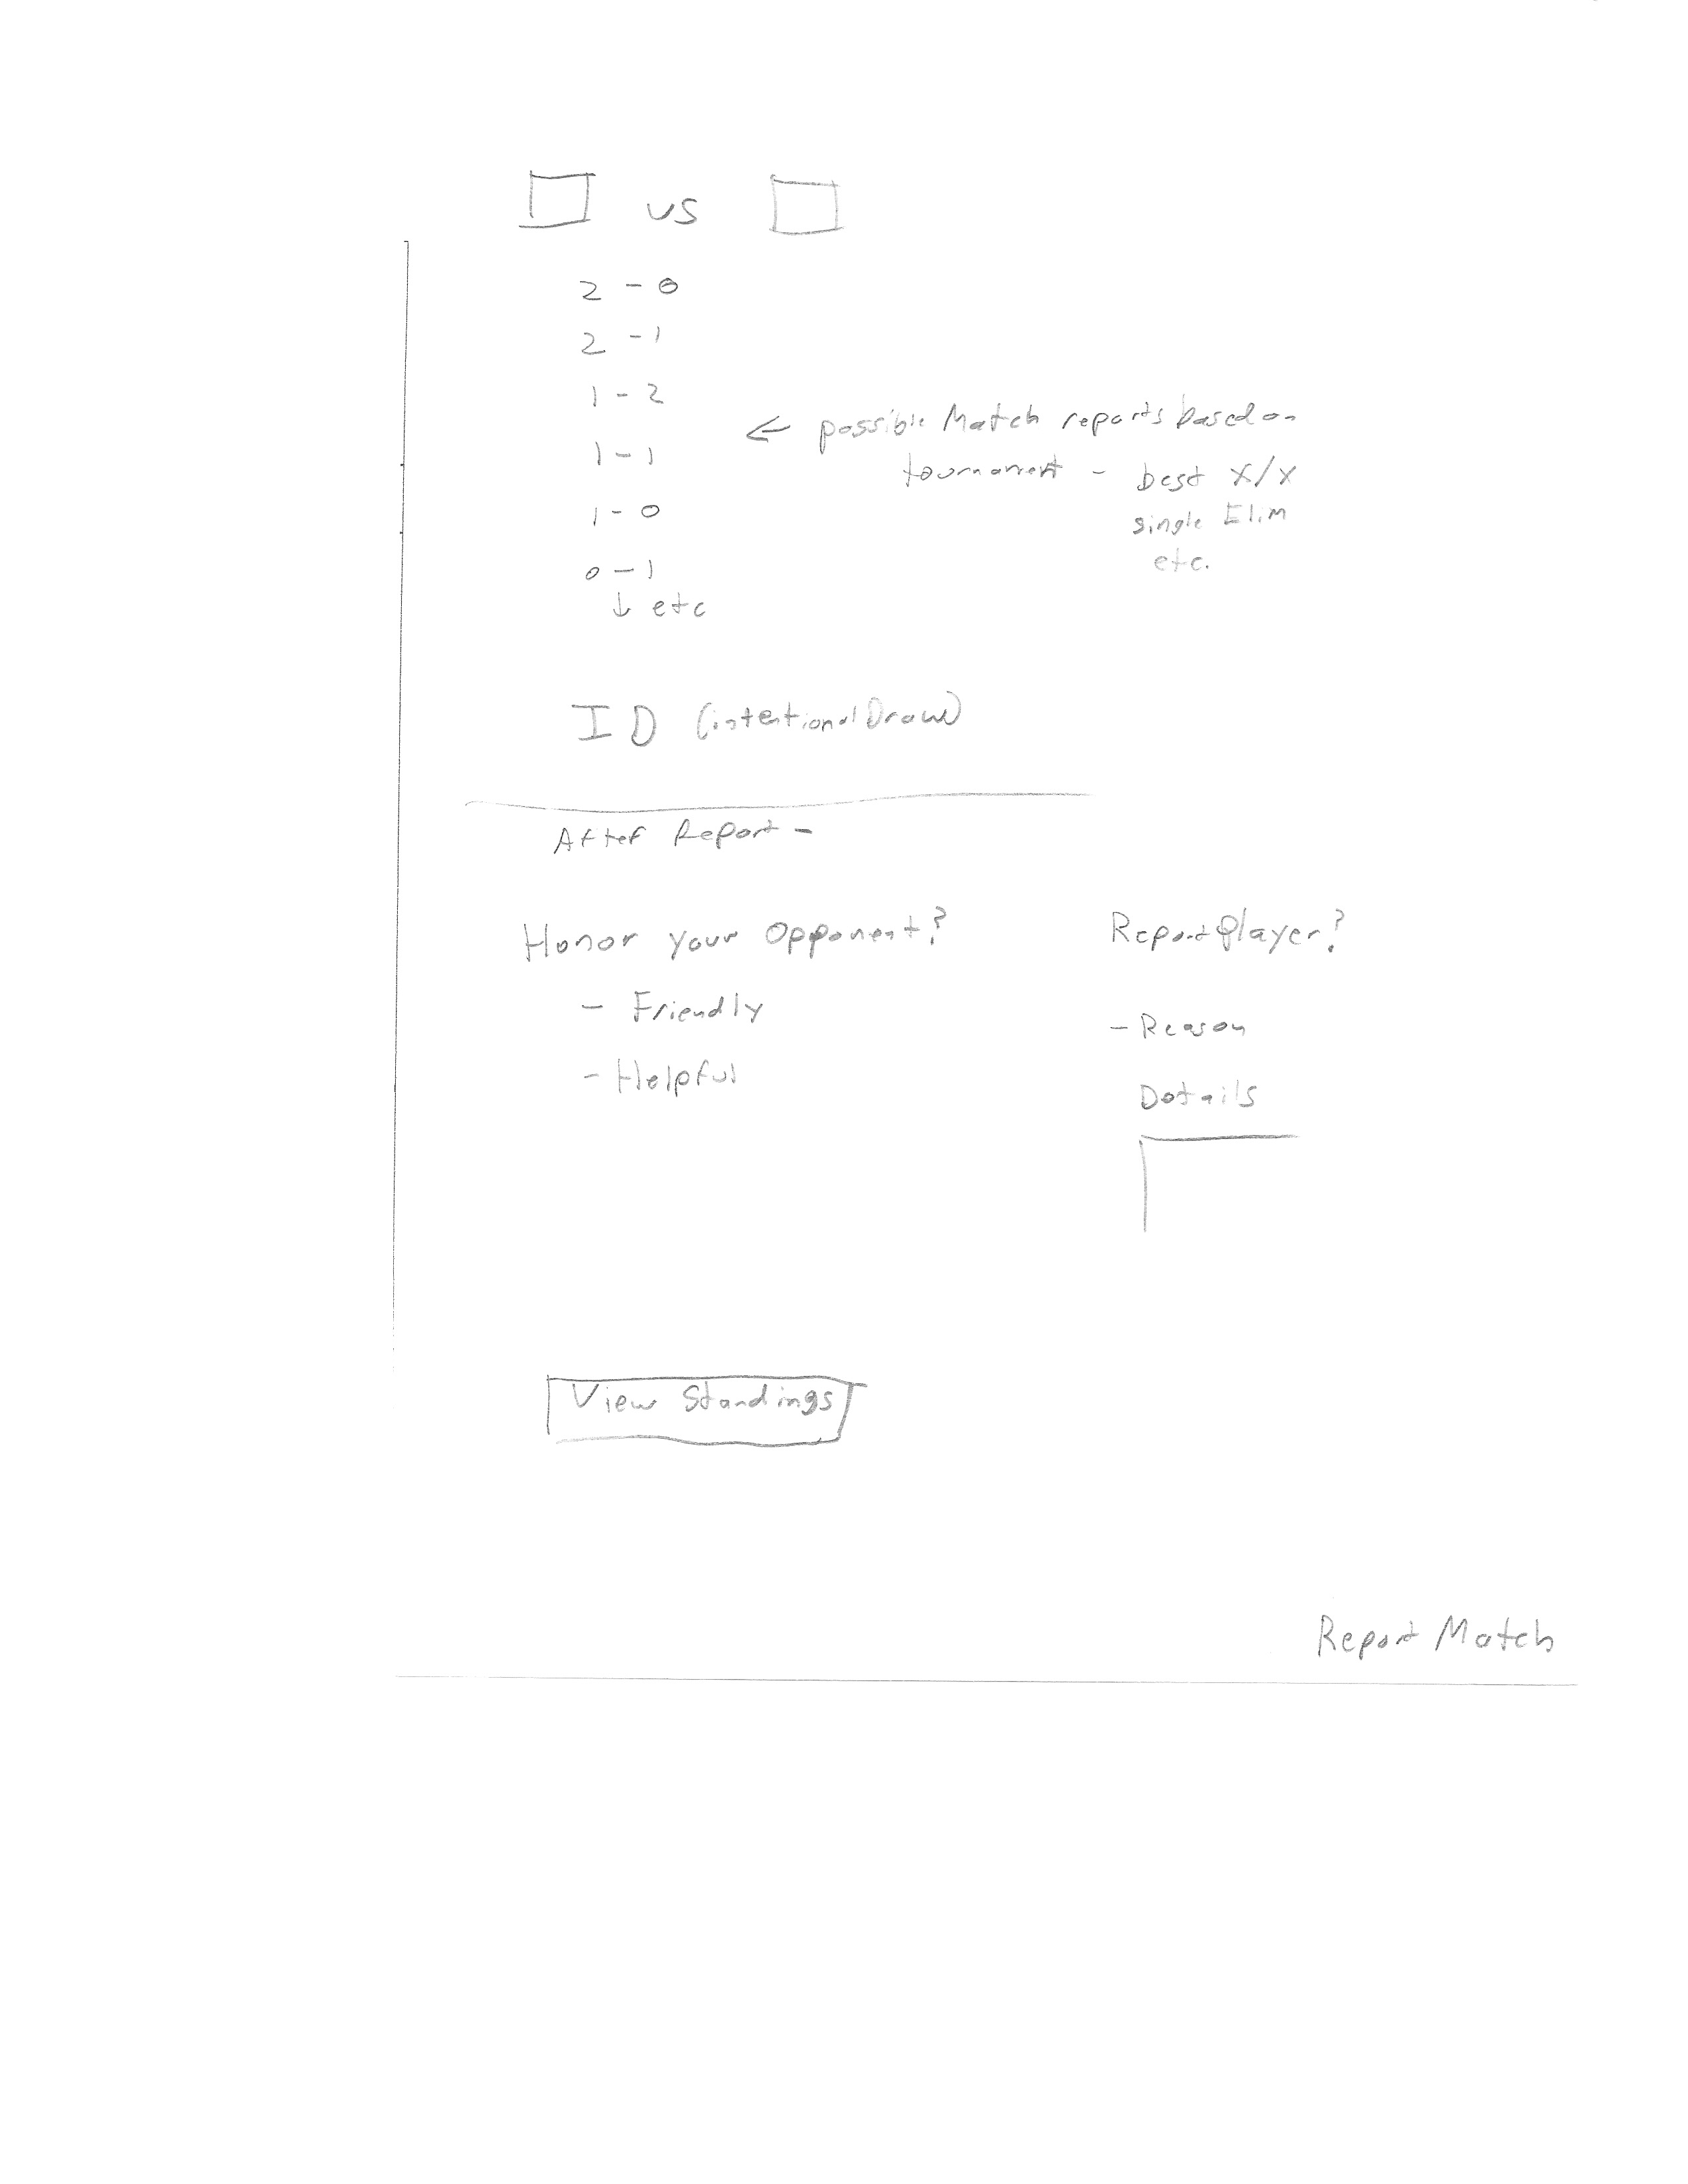 vs
2 - 0
2 - 1
1 - 2
1 - 1
1 - 0
0 - 1
↓ etc
← possible Match reports based on
tournament - best x/x
single Elim
etc.
ID (intentional Draw)
After Report -
Honor your opponent?
- Friendly
- Helpful
Report Player?
- Reason
Details
View Standings
Report Match